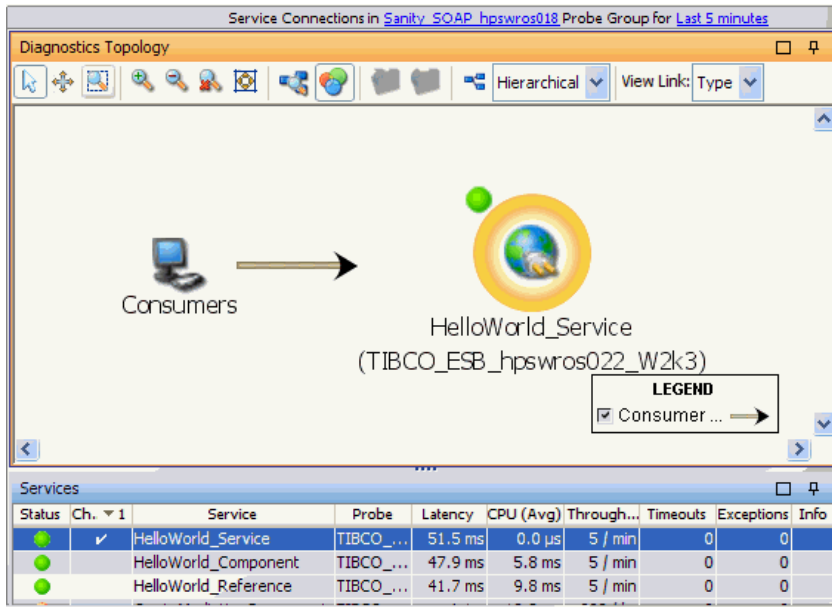 Service Connections in Sanity_SOAP_hpswros018 Probe Group for Last 5 minutes
Diagnostics Topology
Hierarchical View Link: Type
Consumers
HelloWorld_Service
(TIBCO_ESB_hpswros022_W2k3)
LEGEND
Consumer ...
Services
Status Ch. 1 Service Probe Latency CPU (Avg) Through... Timeouts Exceptions Info
HelloWorld_Service TIBCO_... 51.5 ms 0.0 µs 5 / min 0 0
HelloWorld_Component TIBCO_... 47.9 ms 5.8 ms 5 / min 0 0
HelloWorld_Reference TIBCO_... 41.7 ms 9.8 ms 5 / min 0 0